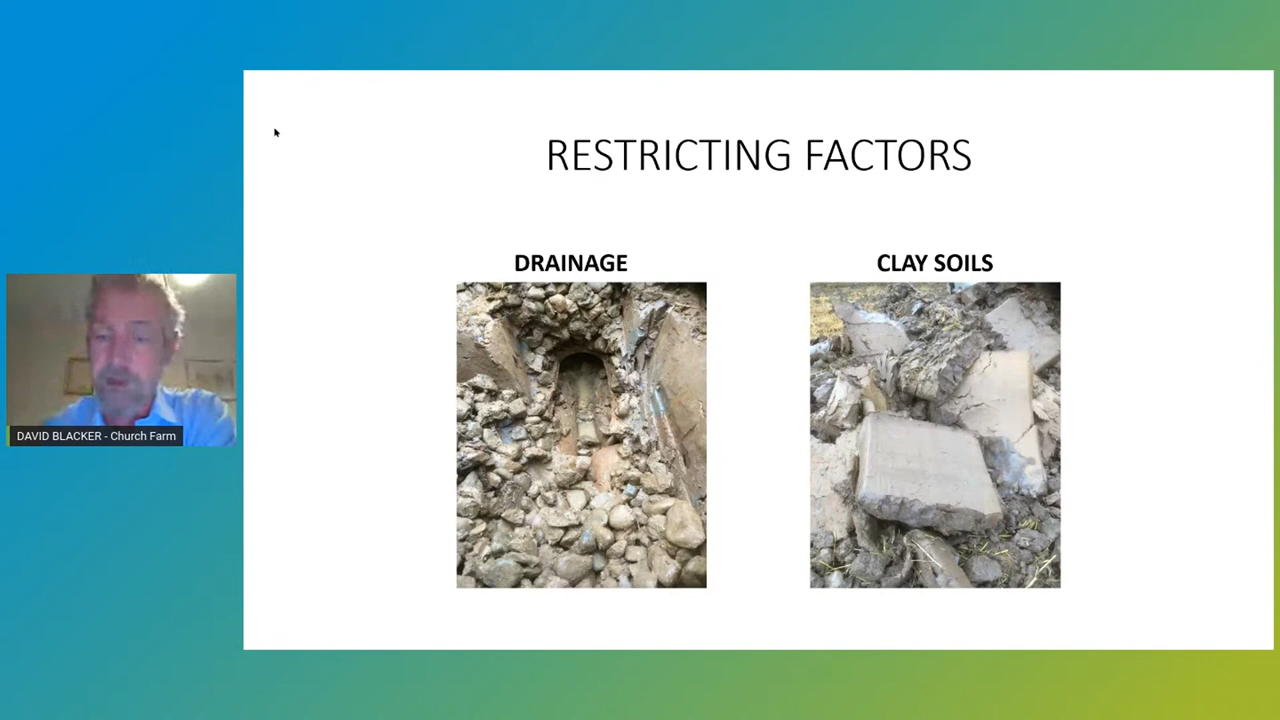 RESTRICTING FACTORS
DRAINAGE
CLAY SOILS
DAVID BLACKER - Church Farm